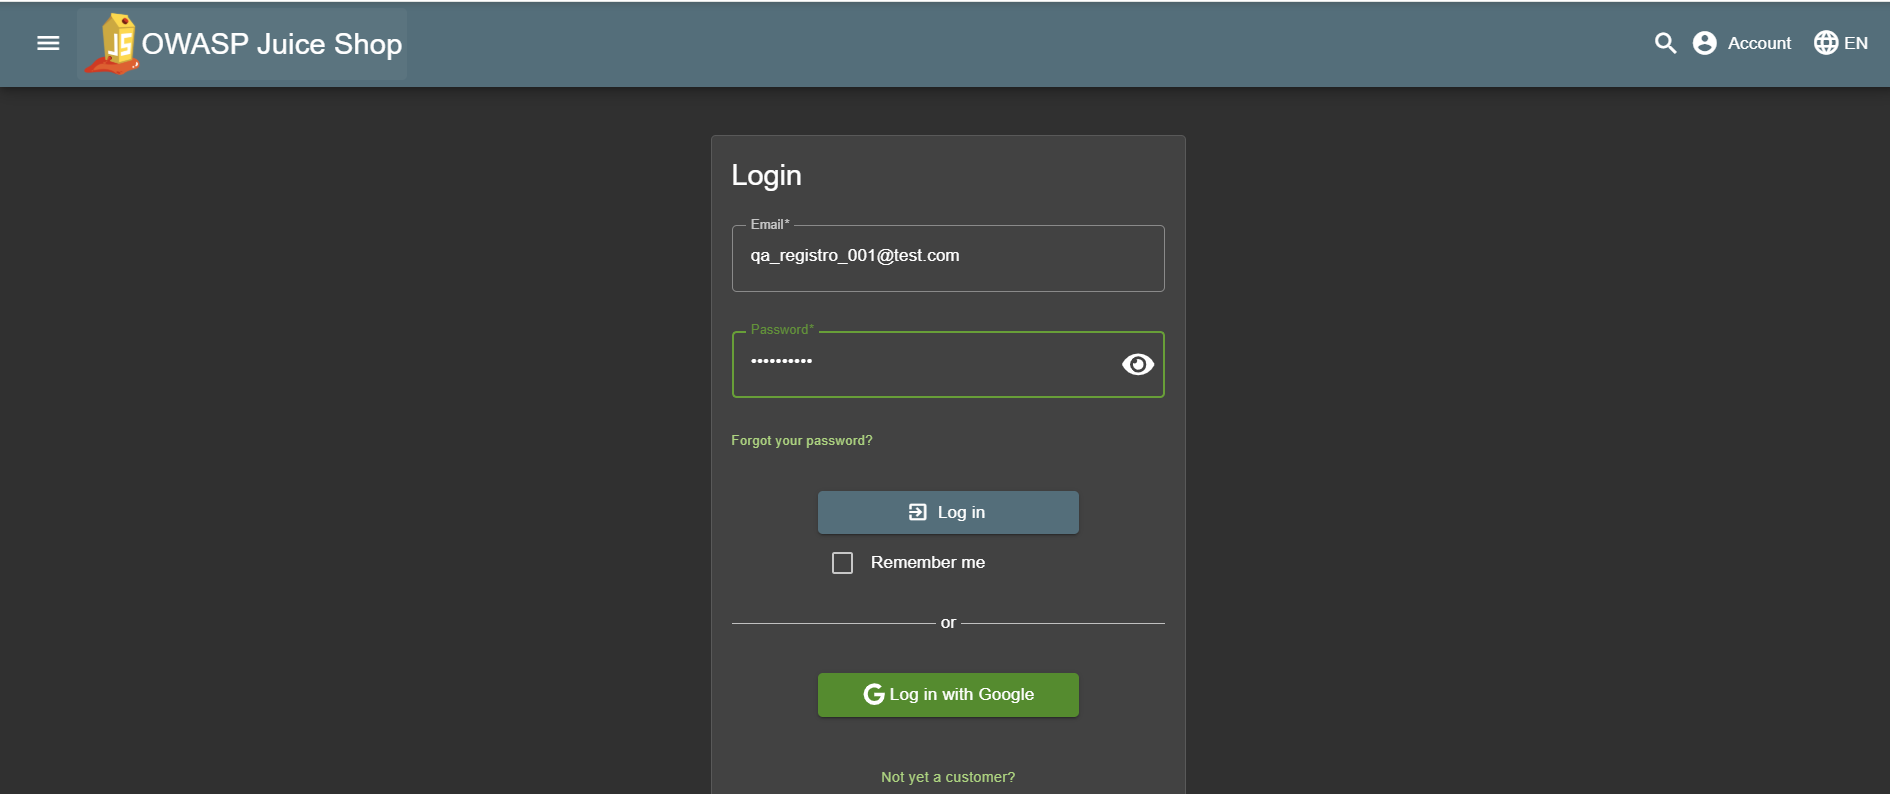 OWASP Juice Shop
Account
EN
Login
Email*
qa_registro_001@test.com
Password*
••••••••••
Forgot your password?
Log in
Remember me
or
Log in with Google
Not yet a customer?